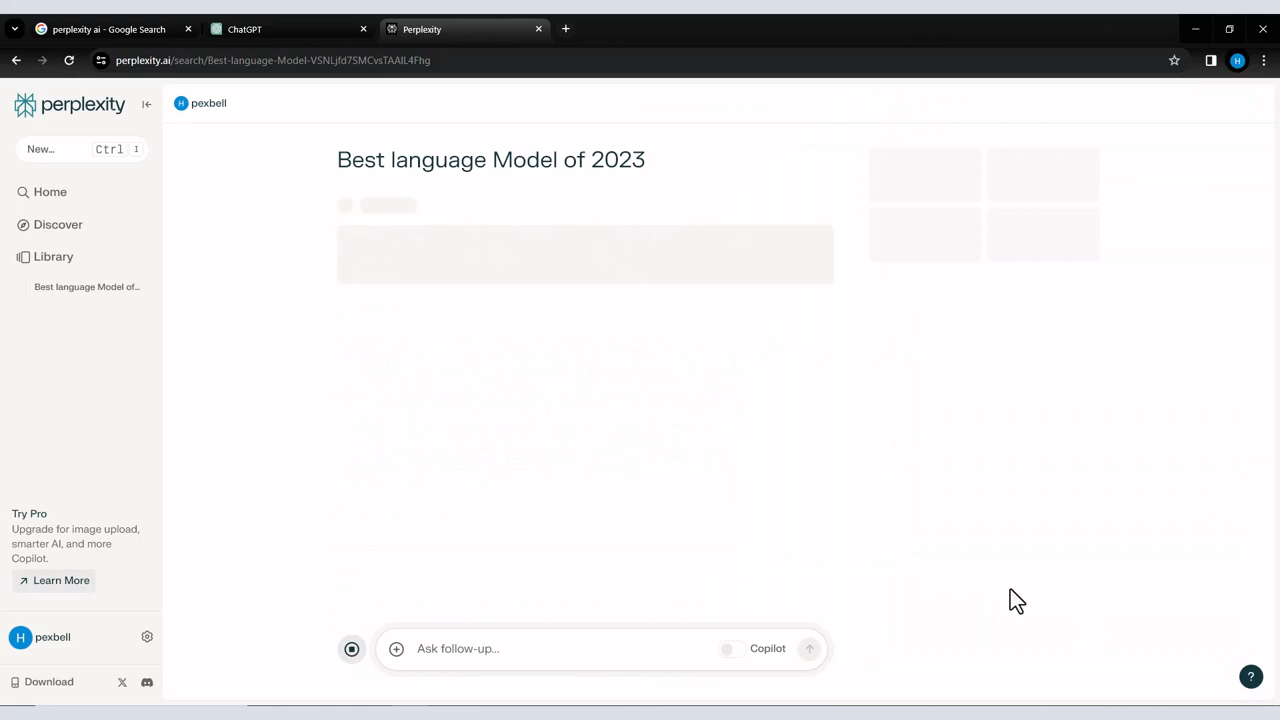 perplexity ai - Google Search
ChatGPT
Perplexity
perplexity.ai/search/Best-language-Model-VSNLjfd7SMCvsTAAIL4Fhg
H
perplexity
H pexbell
New... Ctrl I
Best language Model of 2023
Home
Discover
Library
Best language Model of...
Try Pro
Upgrade for image upload,
smarter AI, and more
Copilot.
Learn More
H pexbell
Ask follow-up... Copilot
Download
?